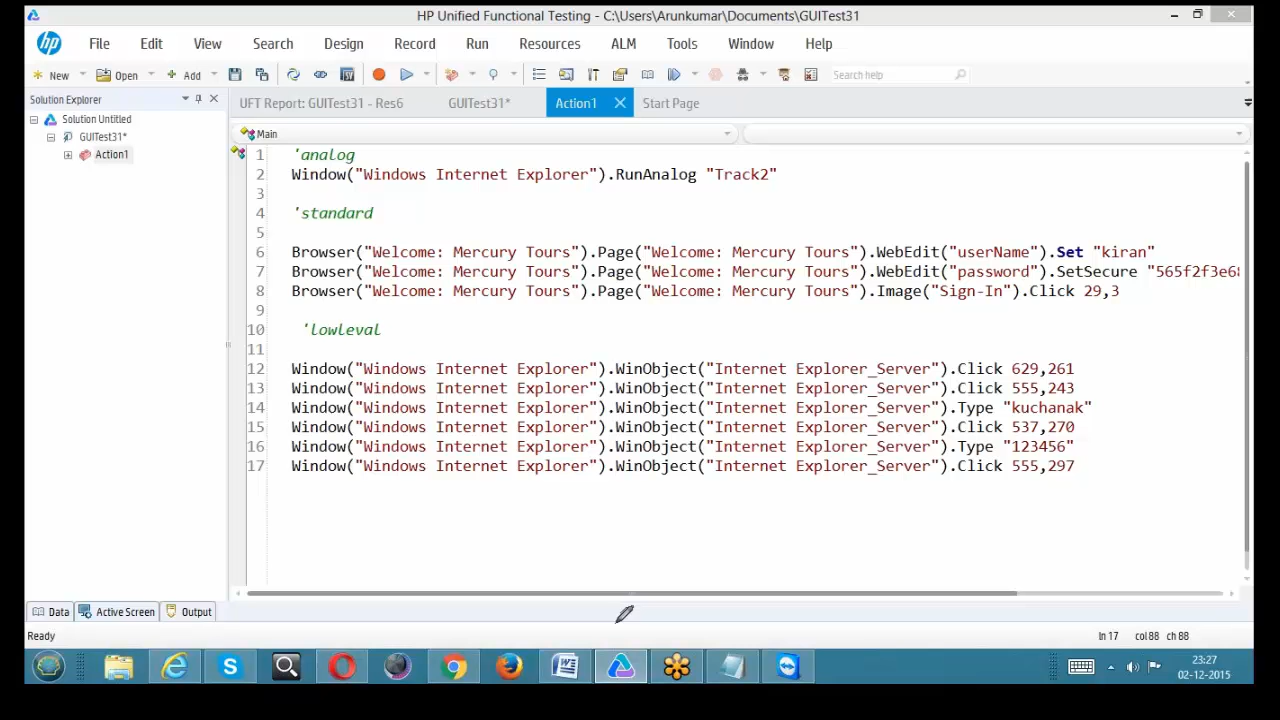 HP Unified Functional Testing - C:\Users\Arunkumar\Documents\GUITest31
hp File Edit View Search Design Record Run Resources ALM Tools Window Help
New Open Add Search help
Solution Explorer
UFT Report: GUITest31 - Res6 GUITest31* Action1 Start Page
Solution Untitled
GUITest31*
Action1
Main
1 'analog
2 Window("Windows Internet Explorer").RunAnalog "Track2"
3
4 'standard
5
6 Browser("Welcome: Mercury Tours").Page("Welcome: Mercury Tours").WebEdit("userName").Set "kiran"
7 Browser("Welcome: Mercury Tours").Page("Welcome: Mercury Tours").WebEdit("password").SetSecure "565f2f3e68
8 Browser("Welcome: Mercury Tours").Page("Welcome: Mercury Tours").Image("Sign-In").Click 29,3
9
10 'lowleval
11
12 Window("Windows Internet Explorer").WinObject("Internet Explorer_Server").Click 629,261
13 Window("Windows Internet Explorer").WinObject("Internet Explorer_Server").Click 555,243
14 Window("Windows Internet Explorer").WinObject("Internet Explorer_Server").Type "kuchanak"
15 Window("Windows Internet Explorer").WinObject("Internet Explorer_Server").Click 537,270
16 Window("Windows Internet Explorer").WinObject("Internet Explorer_Server").Type "123456"
17 Window("Windows Internet Explorer").WinObject("Internet Explorer_Server").Click 555,297
Data Active Screen Output
Ready ln 17 col 88 ch 88
23:27
02-12-2015